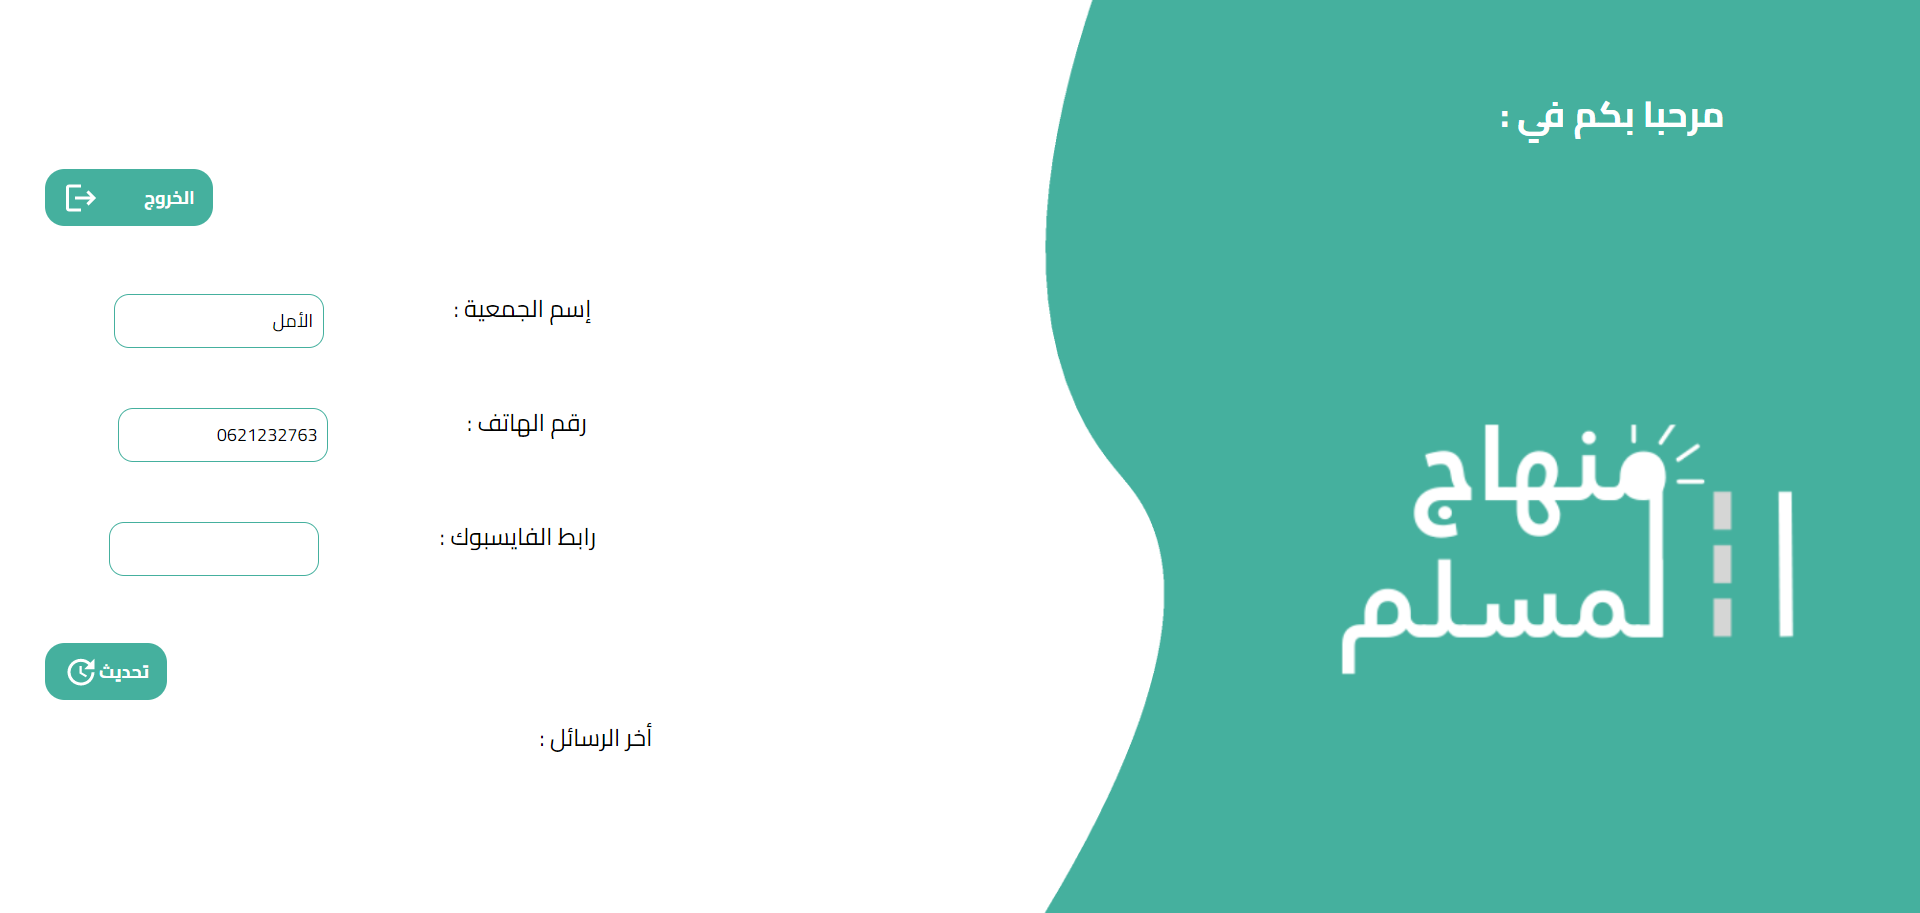 مرحبا بكم في :
منهاج
المسلم
الخروج
إسم الجمعية :
الأمل
رقم الهاتف :
0621232763
رابط الفايسبوك :
تحديث
أخر الرسائل :